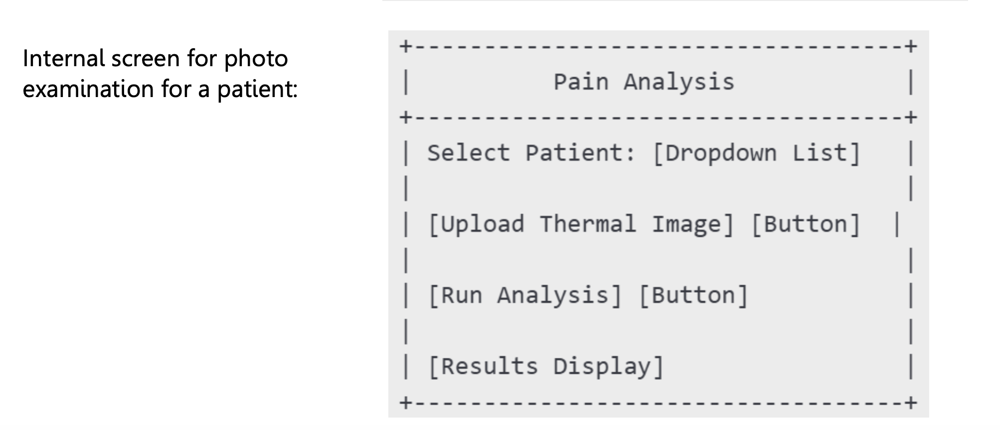 Internal screen for photo
examination for a patient:
+-----------------------------------+
|          Pain Analysis            |
+-----------------------------------+
| Select Patient: [Dropdown List]   |
|                                   |
| [Upload Thermal Image] [Button]  |
|                                   |
| [Run Analysis] [Button]           |
|                                   |
| [Results Display]                 |
+-----------------------------------+